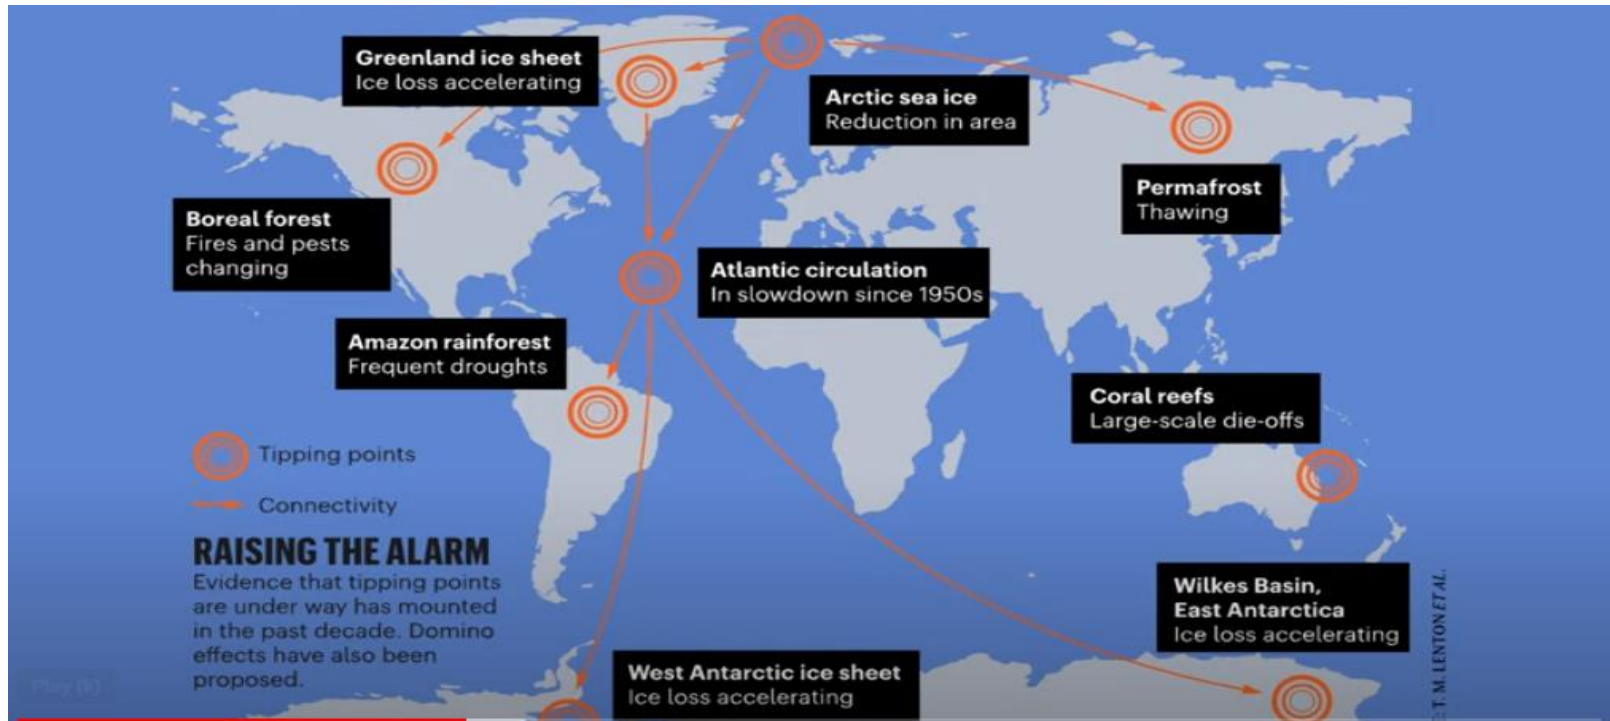 Greenland ice sheet
Ice loss accelerating
Arctic sea ice
Reduction in area
Permafrost
Thawing
Boreal forest
Fires and pests
changing
Atlantic circulation
In slowdown since 1950s
Amazon rainforest
Frequent droughts
Coral reefs
Large-scale die-offs
Tipping points
Connectivity
RAISING THE ALARM
Evidence that tipping points
are under way has mounted
in the past decade. Domino
effects have also been
proposed.
Wilkes Basin,
East Antarctica
Ice loss accelerating
West Antarctic ice sheet
Ice loss accelerating
Play (k)
: T. M. LENTON ET AL.